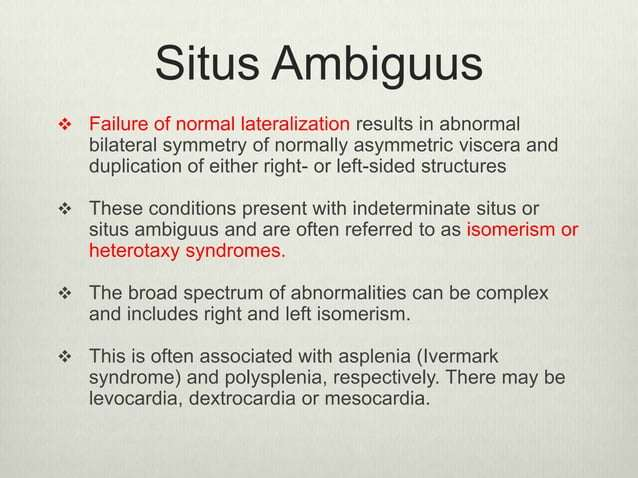 Situs Ambiguus
❖ Failure of normal lateralization results in abnormal
bilateral symmetry of normally asymmetric viscera and
duplication of either right- or left-sided structures
❖ These conditions present with indeterminate situs or
situs ambiguus and are often referred to as isomerism or
heterotaxy syndromes.
❖ The broad spectrum of abnormalities can be complex
and includes right and left isomerism.
❖ This is often associated with asplenia (Ivermark
syndrome) and polysplenia, respectively. There may be
levocardia, dextrocardia or mesocardia.